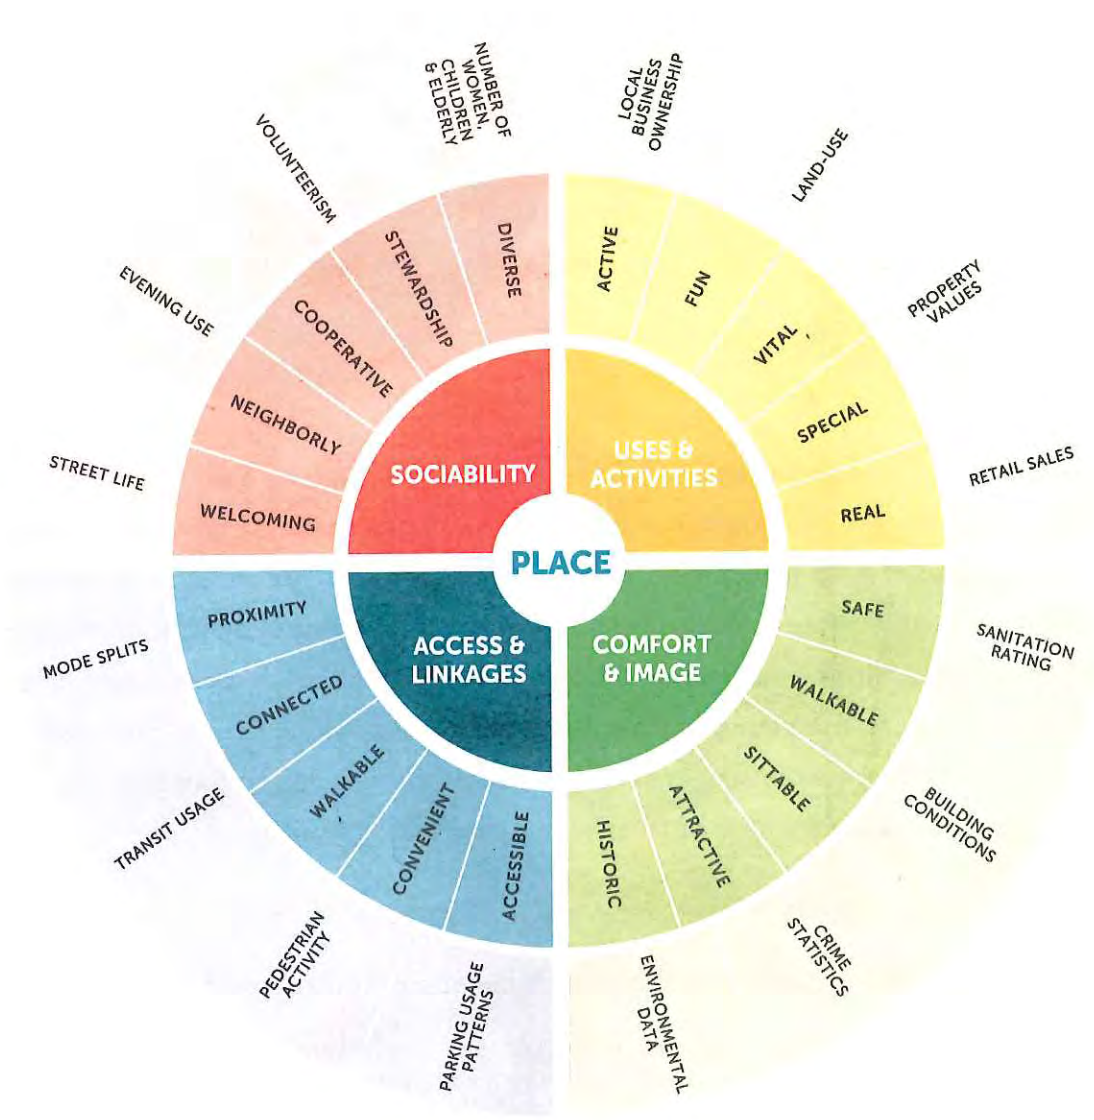 NUMBER OF
WOMEN,
CHILDREN
& ELDERLY
LOCAL
BUSINESS
OWNERSHIP
VOLUNTEERISM
LAND-USE
EVENING USE
PROPERTY
VALUES
STREET LIFE
RETAIL SALES
DIVERSE
STEWARDSHIP
COOPERATIVE
NEIGHBORLY
WELCOMING
ACTIVE
FUN
VITAL
SPECIAL
REAL
SOCIABILITY
USES &
ACTIVITIES
PLACE
ACCESS &
LINKAGES
COMFORT
& IMAGE
PROXIMITY
CONNECTED
WALKABLE
CONVENIENT
ACCESSIBLE
SAFE
WALKABLE
SITTABLE
ATTRACTIVE
HISTORIC
MODE SPLITS
SANITATION
RATING
TRANSIT USAGE
BUILDING
CONDITIONS
PEDESTRIAN
ACTIVITY
CRIME
STATISTICS
PARKING USAGE
PATTERNS
ENVIRONMENTAL
DATA